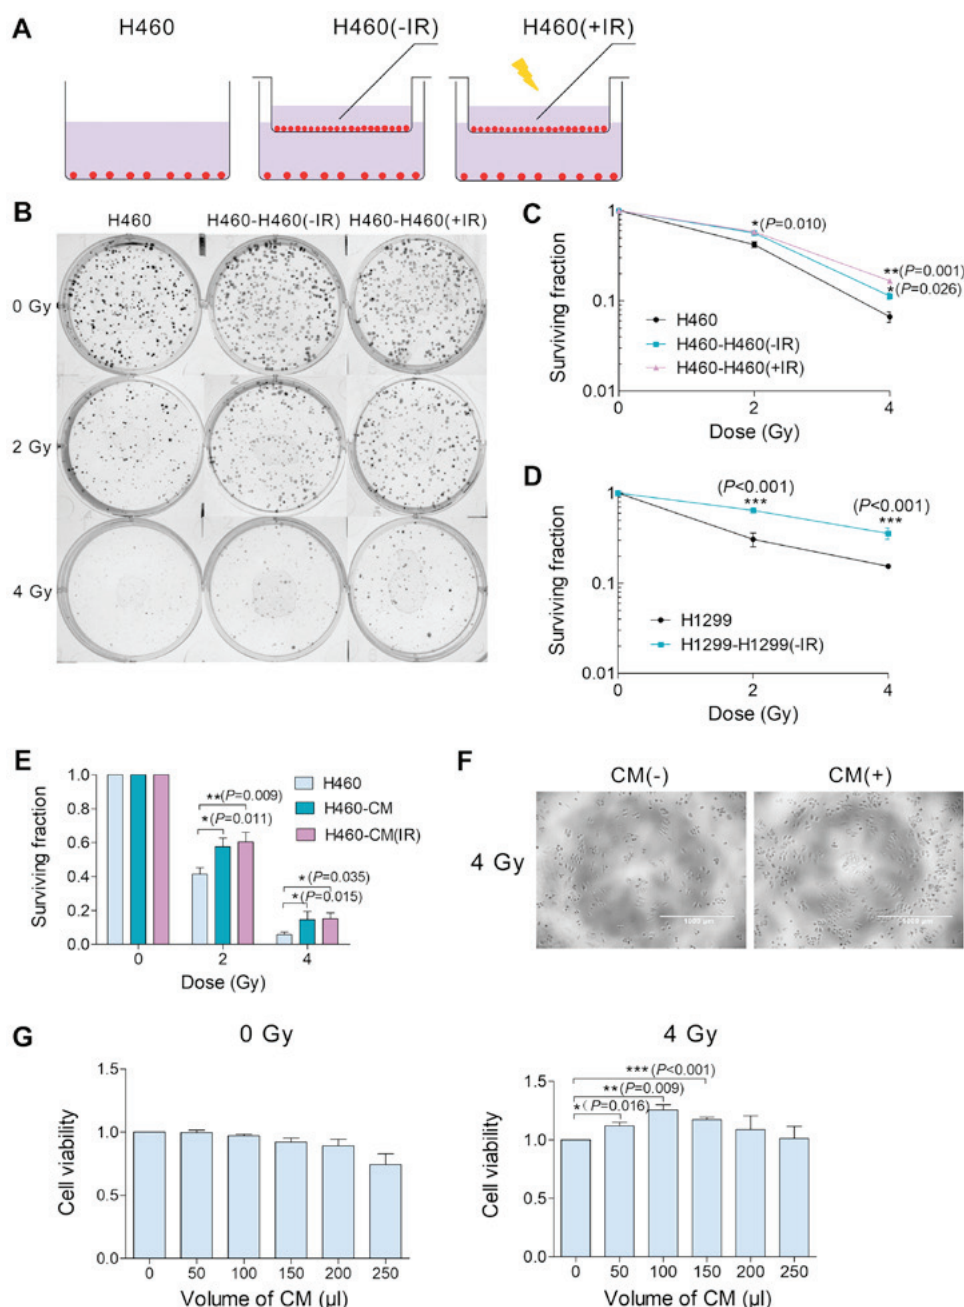 A
H460
H460(-IR)
H460(+IR)
B
H460
H460-H460(-IR)
H460-H460(+IR)
0 Gy
2 Gy
4 Gy
C
Surviving fraction
1
0.1
0.01
*(P=0.010)
**(P=0.001)
*(P=0.026)
H460
H460-H460(-IR)
H460-H460(+IR)
0
2
4
Dose (Gy)
D
Surviving fraction
1
0.1
0.01
(P<0.001)
***
(P<0.001)
***
H1299
H1299-H1299(-IR)
0
2
4
Dose (Gy)
E
Surviving fraction
1.0
0.8
0.6
0.4
0.2
0.0
**(P=0.009)
*(P=0.011)
*(P=0.035)
*(P=0.015)
H460
H460-CM
H460-CM(IR)
0
2
4
Dose (Gy)
F
CM(-)
CM(+)
4 Gy
1000 µm
1000 µm
G
0 Gy
Cell viability
1.5
1.0
0.5
0.0
0 50 100 150 200 250
Volume of CM (µl)
4 Gy
Cell viability
1.5
1.0
0.5
0.0
***(P<0.001)
**(P=0.009)
*(P=0.016)
0 50 100 150 200 250
Volume of CM (µl)